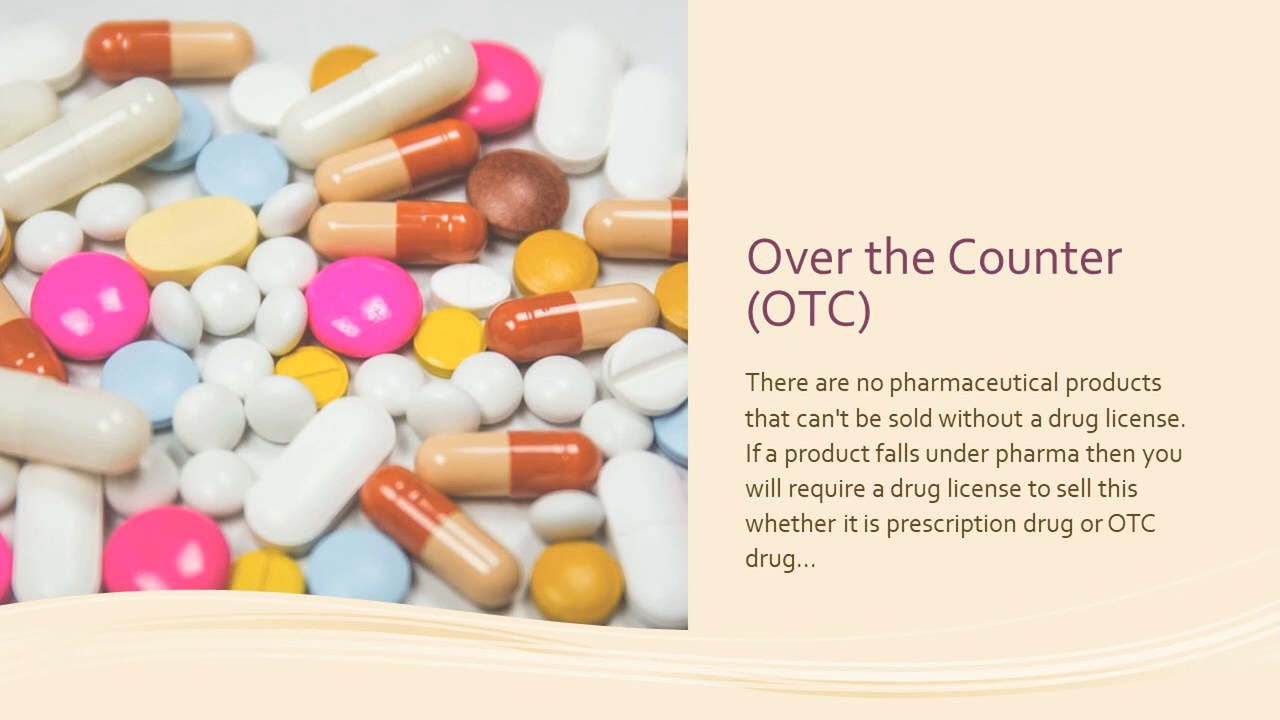 Over the Counter
(OTC)
There are no pharmaceutical products
that can't be sold without a drug license.
If a product falls under pharma then you
will require a drug license to sell this
whether it is prescription drug or OTC
drug...